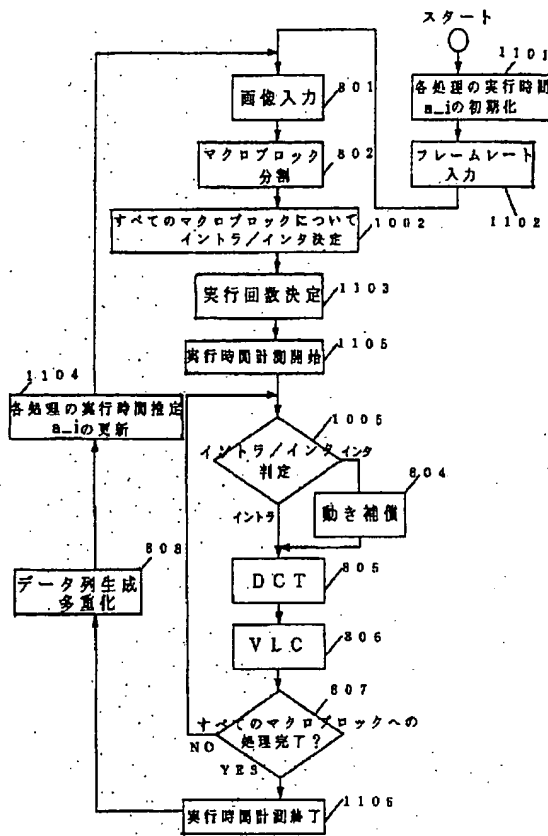 スタート
1101
各処理の実行時間
a_iの初期化
フレームレート
入力
1102
画像入力
801
マクロブロック
分割
802
すべてのマクロブロックについて
イントラ/インタ決定
1002
実行回数決定
1103
実行時間計測開始
1105
1104
各処理の実行時間推定
a_iの更新
1005
イントラ/インタ
判定
インタ
イントラ
804
動き補償
DCT
805
VLC
806
808
データ列生成
多重化
807
すべてのマクロブロックへの
処理完了?
NO
YES
実行時間計測終了
1106